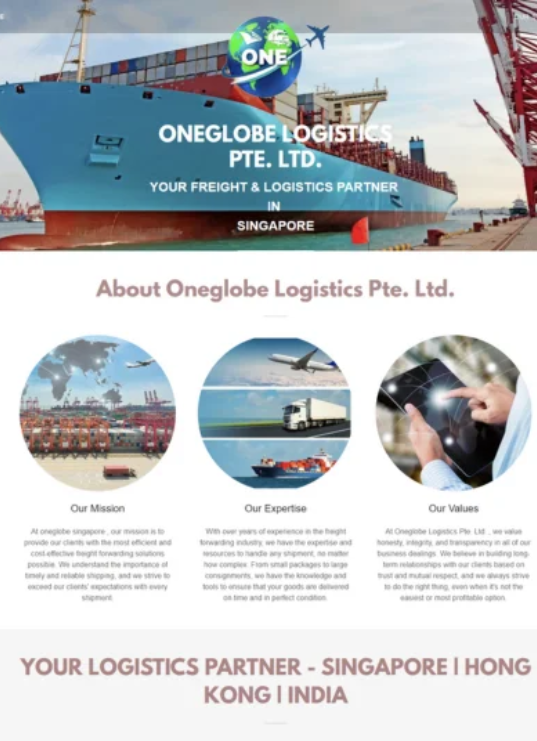 ONE
ONEGLOBE LOGISTICS
PTE. LTD.
YOUR FREIGHT & LOGISTICS PARTNER
IN
SINGAPORE
About Oneglobe Logistics Pte. Ltd.
Our Mission
At oneglobe singapore , our mission is to
provide our clients with the most efficient and
cost-effective freight forwarding solutions
possible. We understand the importance of
timely and reliable shipping, and we strive to
exceed our clients' expectations with every
shipment.
Our Expertise
With over years of experience in the freight
forwarding industry, we have the expertise and
resources to handle any shipment, no matter
how complex. From small packages to large
consignments, we have the knowledge and
tools to ensure that your goods are delivered
on time and in perfect condition.
Our Values
At Oneglobe Logistics Pte. Ltd. , we value
honesty, integrity, and transparency in all of our
business dealings. We believe in building long-
term relationships with our clients based on
trust and mutual respect, and we always strive
to do the right thing, even when it's not the
easiest or most profitable option.
YOUR LOGISTICS PARTNER - SINGAPORE | HONG
KONG | INDIA